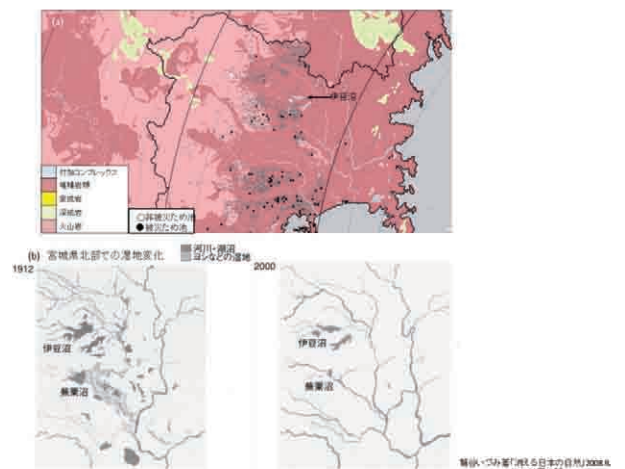 (a)
伊豆沼
付加コンプレックス
堆積岩類
変成岩
深成岩
火山岩
○非被災ため池
●被災ため池
(b) 宮城県北部での湿地変化
河川・湖沼
ヨシなどの湿地
1912
2000
伊豆沼
蕪栗沼
伊豆沼
蕪栗沼
鷲谷いづみ著「消える日本の自然」2008.8.